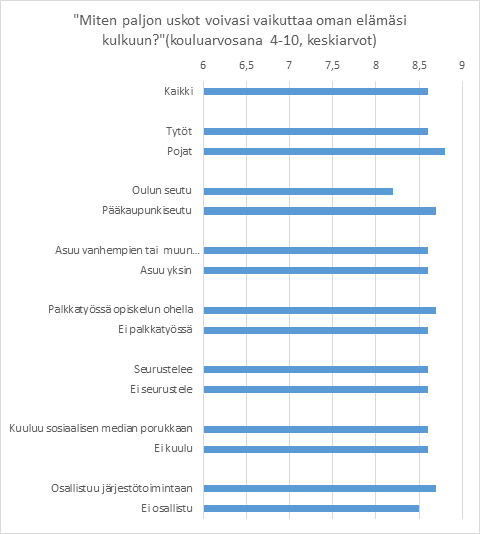 "Miten paljon uskot voivasi vaikuttaa oman elämäsi
kulkuun?"(kouluarvosana 4-10, keskiarvot)
6 6,5 7 7,5 8 8,5 9
Kaikki
Tytöt
Pojat
Oulun seutu
Pääkaupunkiseutu
Asuu vanhempien tai muun...
Asuu yksin
Palkkatyössä opiskelun ohella
Ei palkkatyössä
Seurustelee
Ei seurustele
Kuuluu sosiaalisen median porukkaan
Ei kuulu
Osallistuu järjestötoimintaan
Ei osallistu